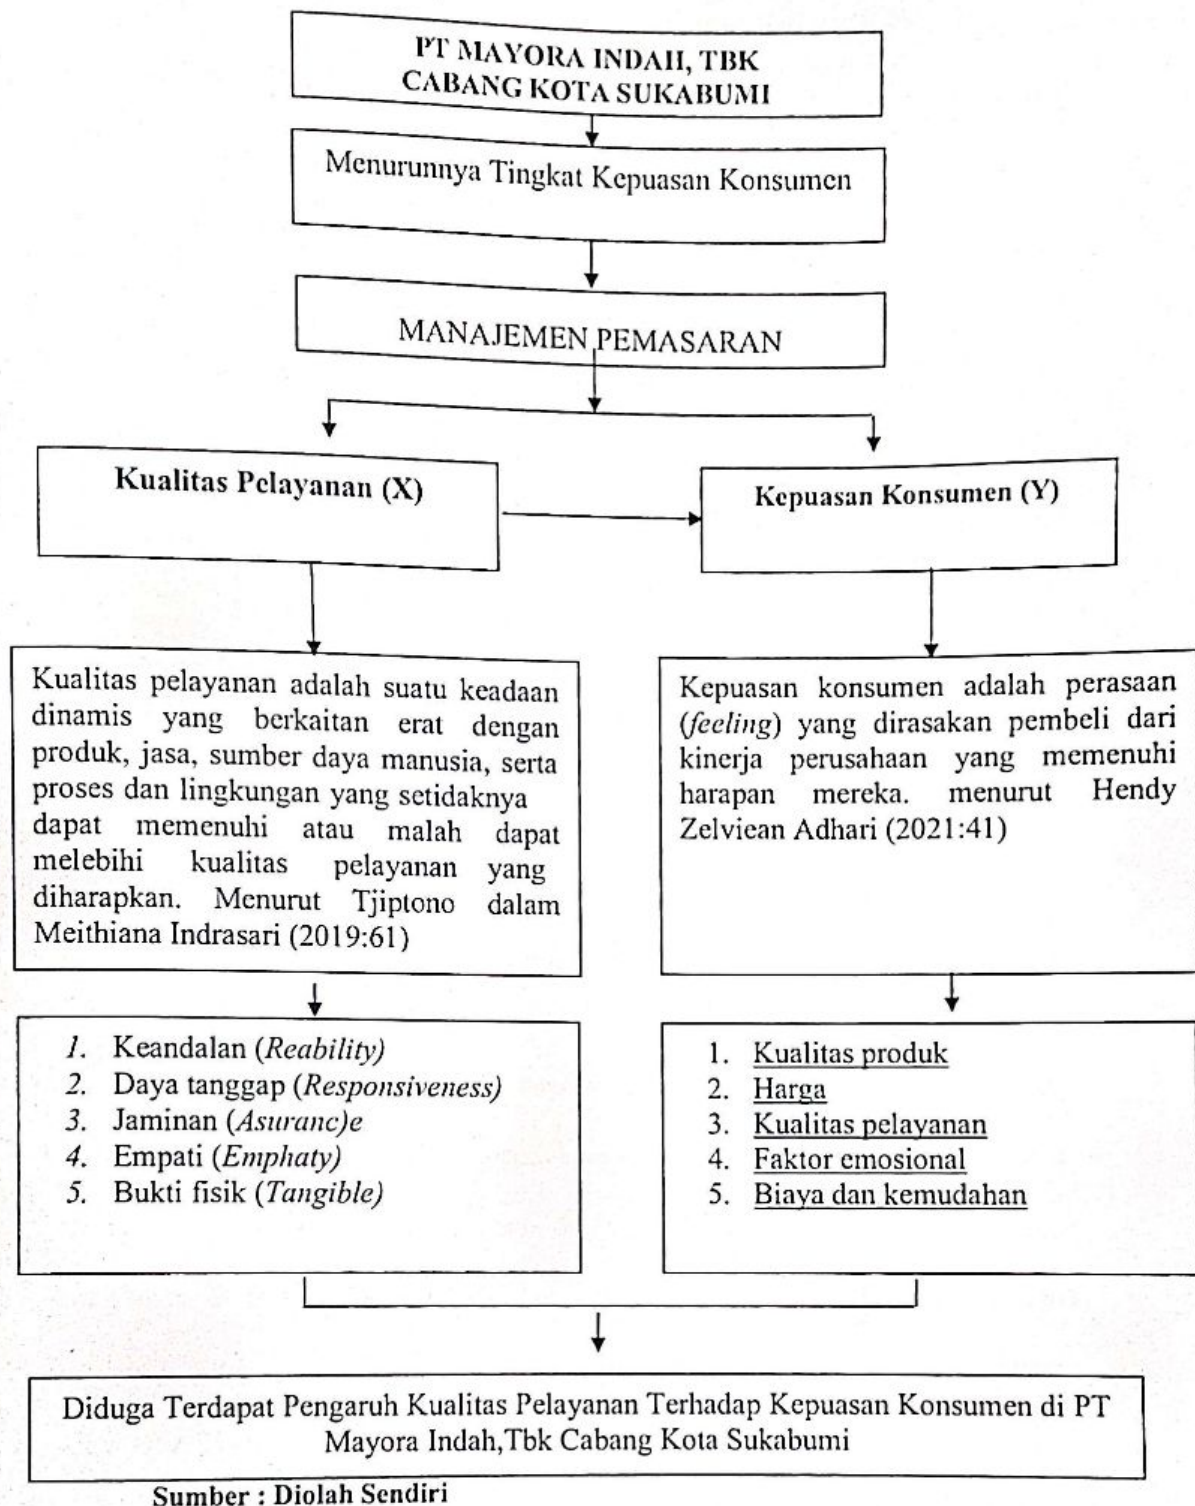 PT MAYORA INDAH, TBK
CABANG KOTA SUKABUMI
Menurunnya Tingkat Kepuasan Konsumen
MANAJEMEN PEMASARAN
Kualitas Pelayanan (X)
Kepuasan Konsumen (Y)
Kualitas pelayanan adalah suatu keadaan
dinamis yang berkaitan erat dengan
produk, jasa, sumber daya manusia, serta
proses dan lingkungan yang setidaknya
dapat memenuhi atau malah dapat
melebihi kualitas pelayanan yang
diharapkan. Menurut Tjiptono dalam
Meithiana Indrasari (2019:61)
Kepuasan konsumen adalah perasaan
(feeling) yang dirasakan pembeli dari
kinerja perusahaan yang memenuhi
harapan mereka. menurut Hendy
Zelviean Adhari (2021:41)
1. Keandalan (Reability)
2. Daya tanggap (Responsiveness)
3. Jaminan (Asuranc)e
4. Empati (Emphaty)
5. Bukti fisik (Tangible)
1. Kualitas produk
2. Harga
3. Kualitas pelayanan
4. Faktor emosional
5. Biaya dan kemudahan
Diduga Terdapat Pengaruh Kualitas Pelayanan Terhadap Kepuasan Konsumen di PT
Mayora Indah,Tbk Cabang Kota Sukabumi
Sumber : Diolah Sendiri